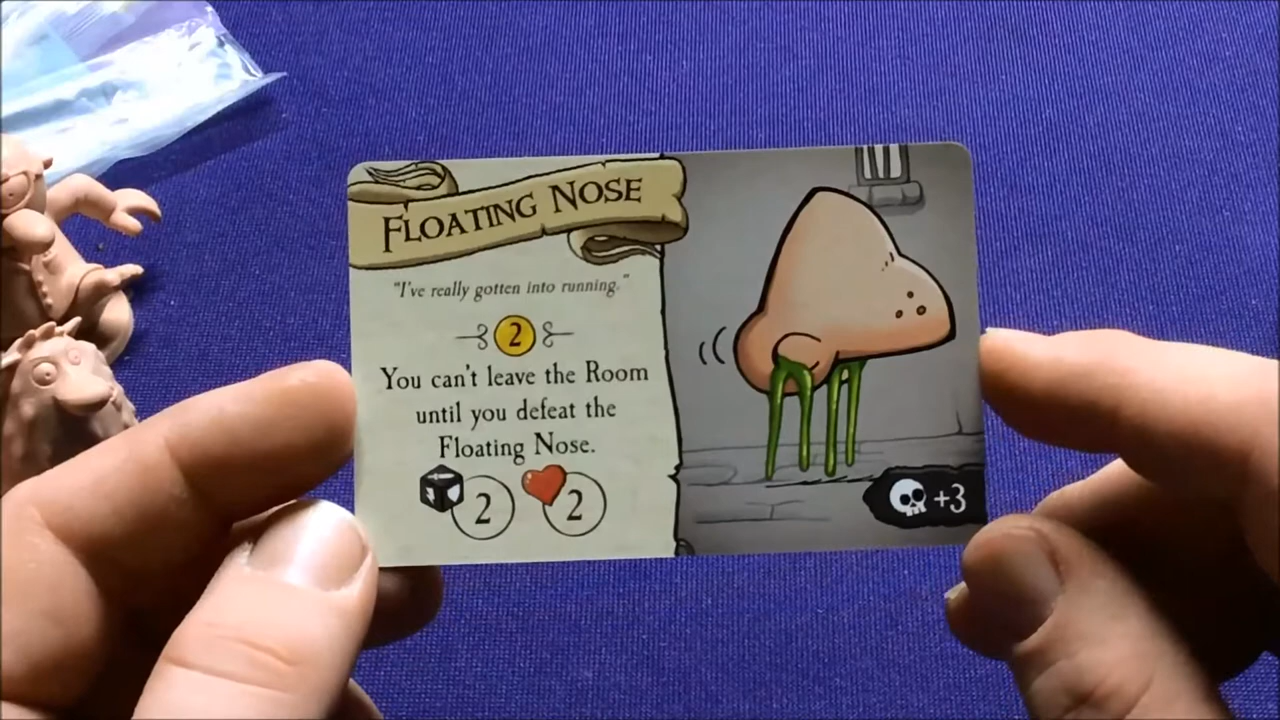 FLOATING NOSE
"I've really gotten into running."
2
YOU CAN'T LEAVE THE ROOM
UNTIL YOU DEFEAT THE
FLOATING NOSE.
2 2
+3